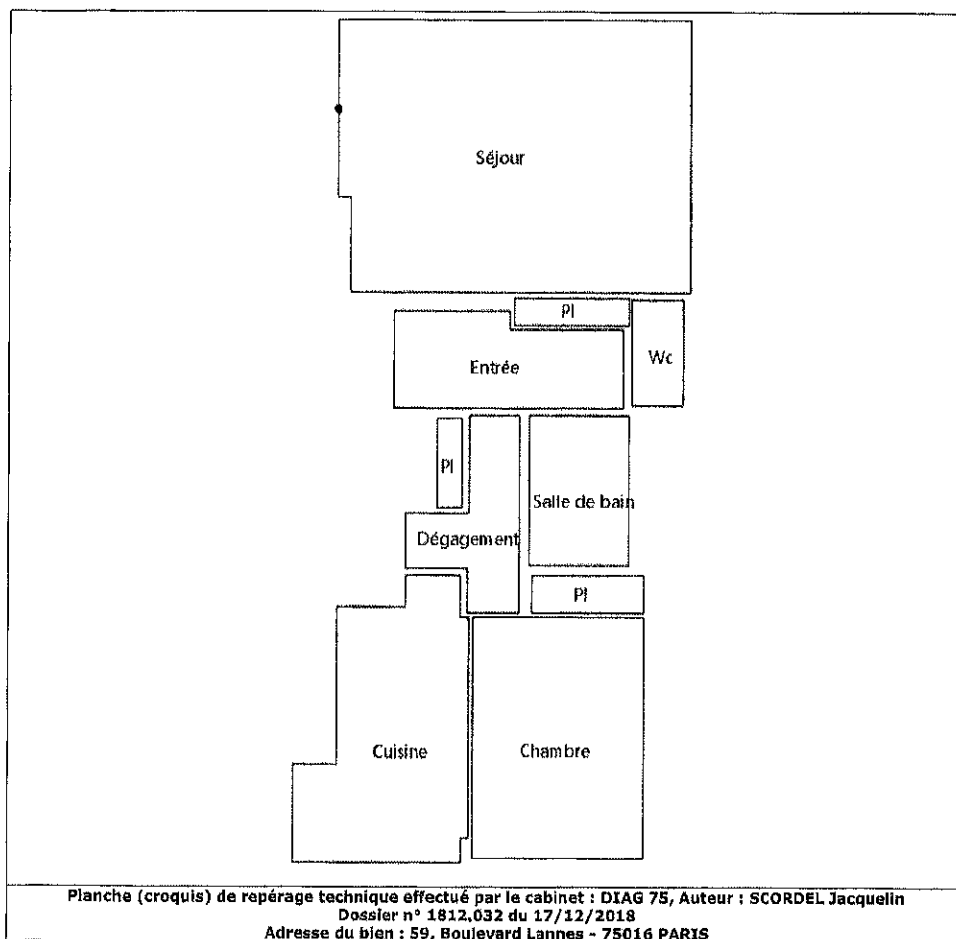 Séjour
Pl
Wc
Entrée
Pl
Salle de bain
Dégagement
Pl
Cuisine
Chambre
Planche (croquis) de repérage technique effectué par le cabinet : DIAG 75, Auteur : SCORDEL Jacquelin
Dossier n° 1812.032 du 17/12/2018
Adresse du bien : 59, Boulevard Lannes - 75016 PARIS